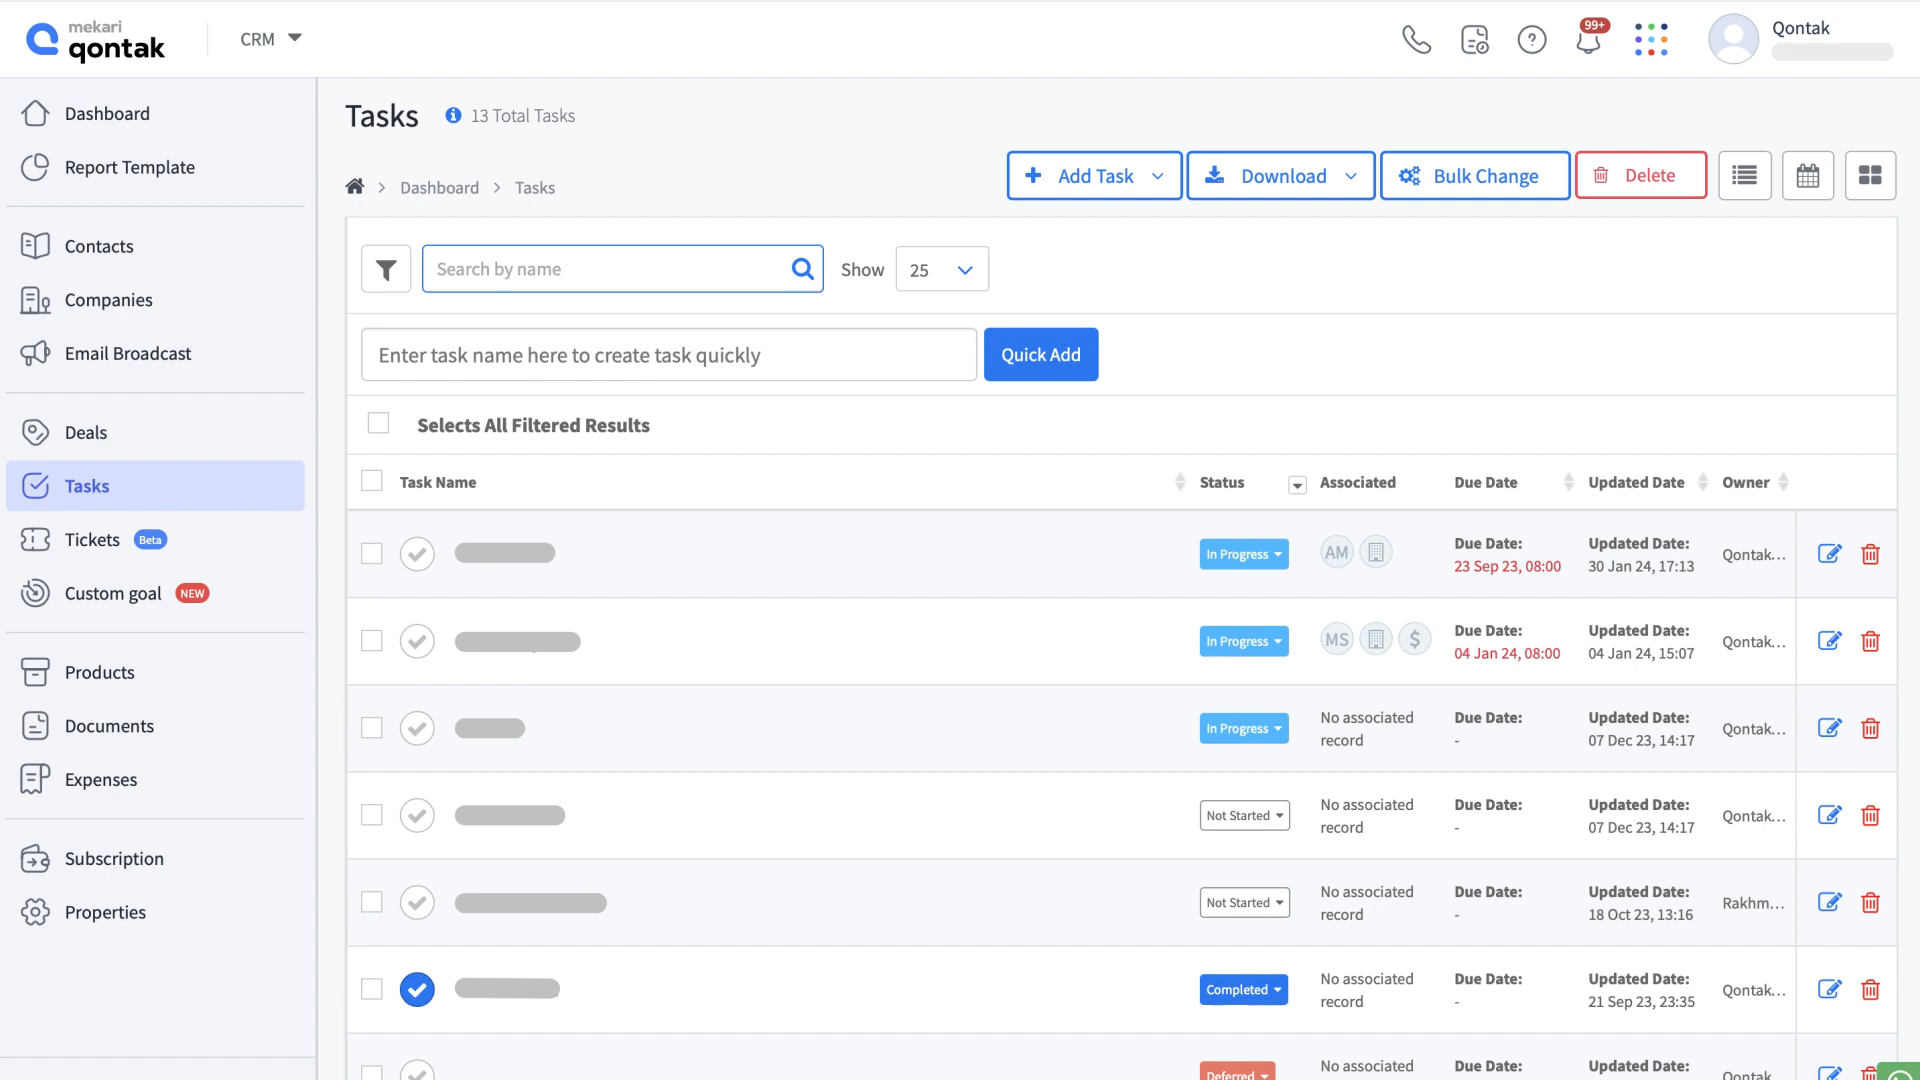 mekari
qontak
CRM
99+
Qontak
Dashboard
Report Template
Contacts
Companies
Email Broadcast
Deals
Tasks
Tickets Beta
Custom goal NEW
Products
Documents
Expenses
Subscription
Properties
Tasks 13 Total Tasks
Dashboard > Tasks
Add Task Download Bulk Change Delete
Search by name Show 25
Enter task name here to create task quickly Quick Add
Selects All Filtered Results
Task Name Status Associated Due Date Updated Date Owner
In Progress AM Due Date: Updated Date: Qontak...
23 Sep 23, 08:00 30 Jan 24, 17:13
In Progress MS $ Due Date: Updated Date: Qontak...
04 Jan 24, 08:00 04 Jan 24, 15:07
In Progress No associated Due Date: Updated Date: Qontak...
record - 07 Dec 23, 14:17
Not Started No associated Due Date: Updated Date: Qontak...
record - 07 Dec 23, 14:17
Not Started No associated Due Date: Updated Date: Rakhm...
record - 18 Oct 23, 13:16
Completed No associated Due Date: Updated Date: Qontak...
record - 21 Sep 23, 23:35
Deferred No associated Due Date: Updated Date: Qontak